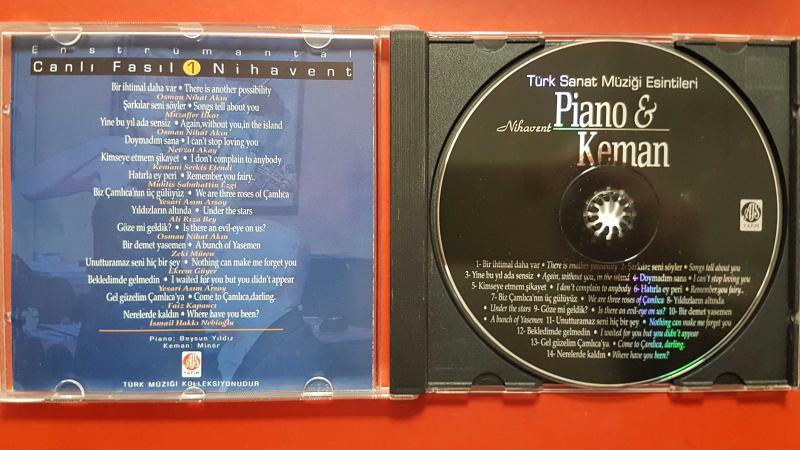 Enstrümantal
Canlı Fasıl 1 Nihavent
Bir ihtimal daha var • There is another possibility
Osman Nihat Akın
Şarkılar seni söyler • Songs tell about you
Muzaffer İlkar
Yine bu yıl ada sensiz • Again,without you,in the island
Osman Nihat Akın
Doymadım sana • I can't stop loving you
Nevzat Akay
Kimseye etmem şikayet • I don't complain to anybody
Kemani Serkis Efendi
Hatırla ey peri • Remember,you fairy..
Muhlis Sabahattin Ezgi
Biz Çamlıca'nın üç gülüyüz • We are three roses of Çamlıca
Yesari Asım Arsoy
Yıldızların altında • Under the stars
Ali Rıza Bey
Göze mi geldik? • Is there an evil-eye on us?
Osman Nihat Akın
Bir demet yasemen • A bunch of Yasemen
Zeki Müren
Unutturamaz seni hiç bir şey • Nothing can make me forget you
Ekrem Güyer
Bekledimde gelmedin • I waited for you but you didn't appear
Yesari Asım Arsoy
Gel güzelim Çamlıca'ya • Come to Çamlıca,darling.
Faiz Kapancı
Nerelerde kaldın • Where have you been?
İsmail Hakkı Nebioğlu
Piano: Beysun Yıldız
Keman: Minör
YAPIM
TÜRK MÜZİĞİ KOLLEKSİYONUDUR
Türk Sanat Müziği Esintileri
Nihavent Piano &
Keman
YAPIM
1- Bir ihtimal daha var • There is another possibility 2- Şarkılar seni söyler • Songs tell about you
3- Yine bu yıl ada sensiz • Again, without you, in the island 4- Doymadım sana • I can't stop loving you
5- Kimseye etmem,şikayet • I don't complain to anybody 6- Hatırla ey peri • Remember,you fairy..
7- Biz Çamlıca'nın üç gülüyüz • We are three roses of Çamlıca 8- Yıldızların altında
• Under the stars 9- Göze mi geldik? • Is there an evil-eye on us? 10- Bir demet yasemen
• A bunch of Yasemen 11- Unutturamaz seni hiç bir şey • Nothing can make me forget you
12- Bekledimde gelmedin • I waited for you but you didn't appear
13- Gel güzelim Çamlıca'ya • Come to Çamlıca, darling.
14- Nerelerde kaldın • Where have you been?